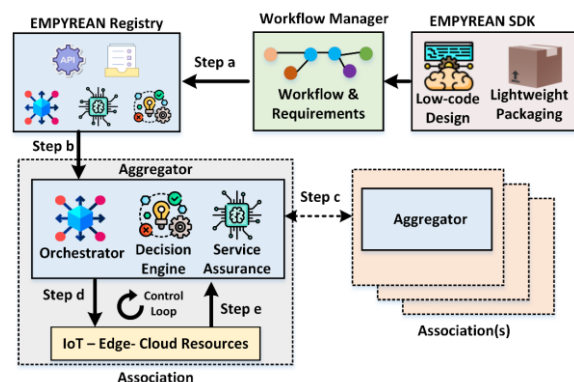 EMPYREAN Registry
Workflow Manager
EMPYREAN SDK
API
Step a
Workflow &
Requirements
Low-code
Design
Lightweight
Packaging
Step b
Aggregator
Orchestrator
Decision
Engine
Service
Assurance
Step c
Aggregator
Step d
Control
Loop
Step e
IoT – Edge- Cloud Resources
Association
Association(s)